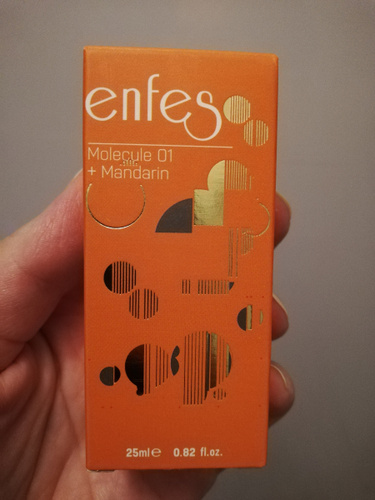 enfes
Molecule 01
+ Mandarin
25ml e 0.82 fl.oz.